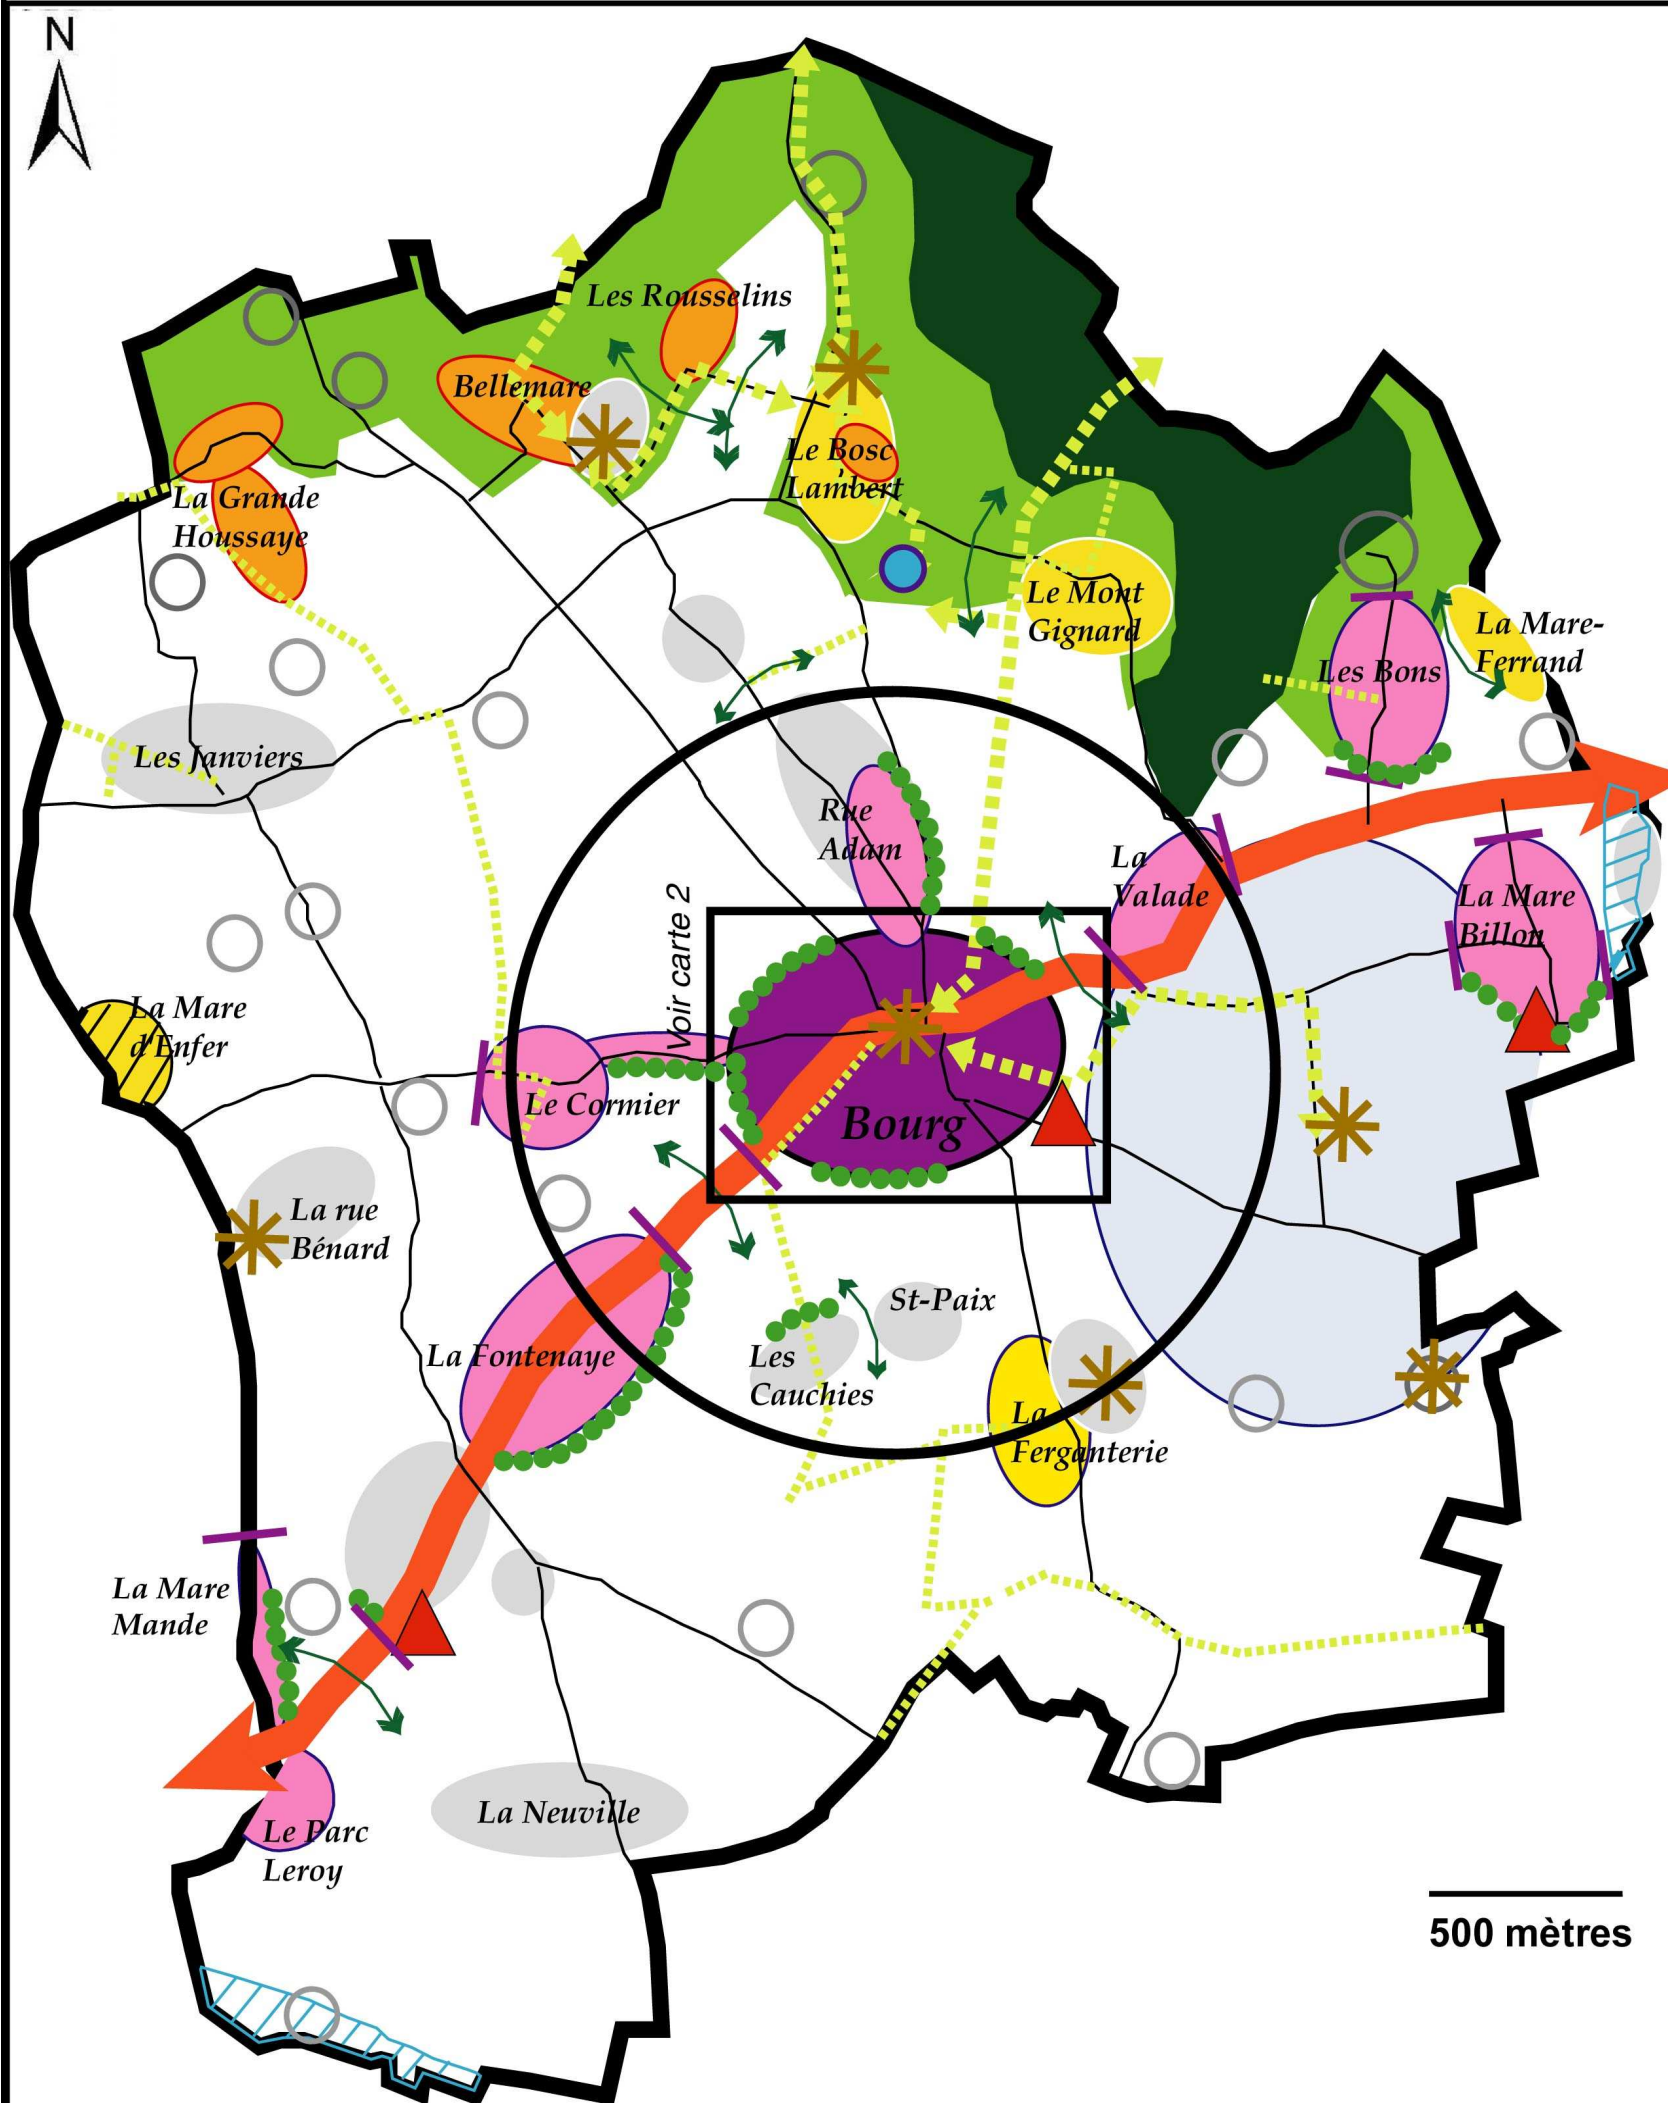 N
Les Rousselins
Bellemare
Le Bosc
Lambert
La Grande
Houssaye
Le Mont
Gignard
La Mare-
Ferrand
Les Bons
Les Janviers
Rue
Adam
La
Valade
La Mare
Billon
Voir carte 2
La Mare
d'Enfer
Le Cormier
Bourg
La rue
Bénard
St-Paix
La Fontenaye
Les
Cauchies
La
Ferganterie
La Mare
Mande
La Neuville
Le Parc
Leroy
500 mètres